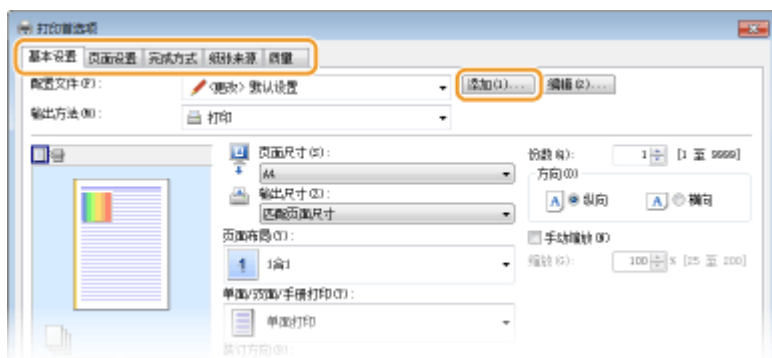 打印首选项
基本设置 页面设置 完成方式 纸张来源 质量
配置文件(F): <更改> 默认设置 添加(1)... 编辑(2)...
输出方法(M): 打印
页面尺寸(S):
A4
输出尺寸(Z):
匹配页面尺寸
页面布局(Y):
1合1
单面/双面/手册打印(T):
单面打印
装订方向(B):
份数(Q): 1 [1 至 9999]
方向(O)
A 纵向 A 横向
手动缩放(W)
缩放(G): 100 % [25 至 200]